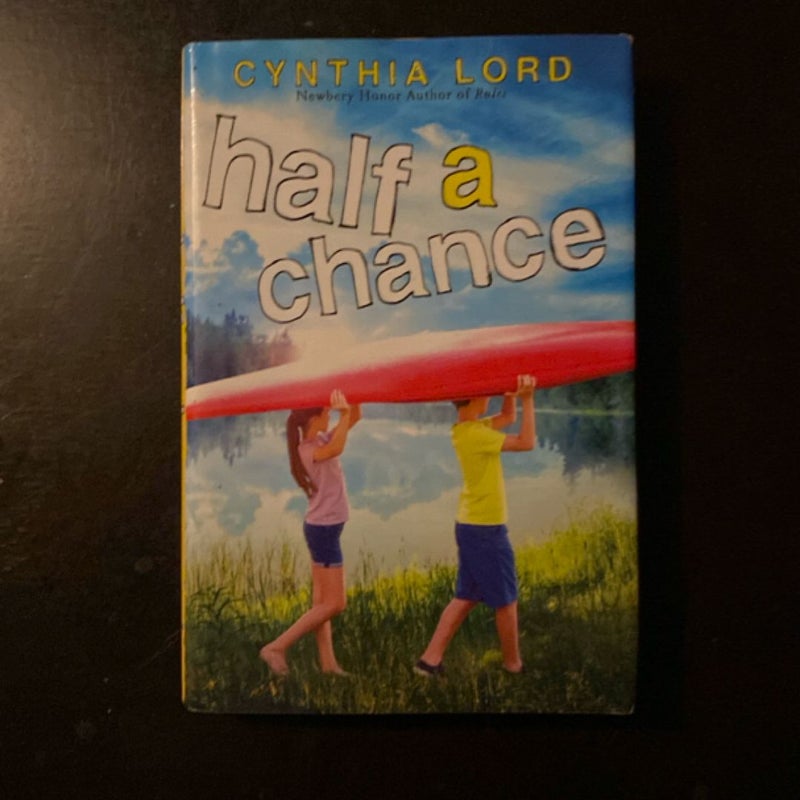 CYNTHIA LORD
Newbery Honor Author of Rules
half a
chance